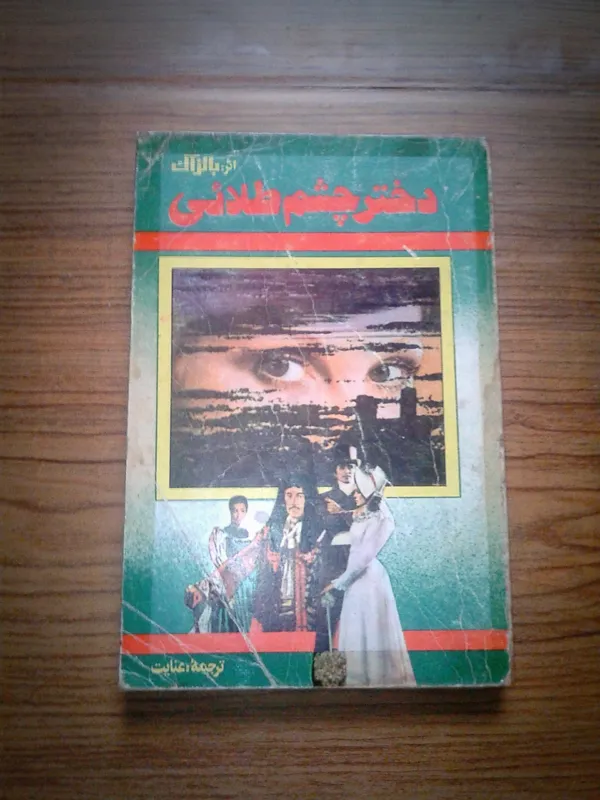 اثر: بالزاک
دختر چشم طلائی
ترجمه: عنایت